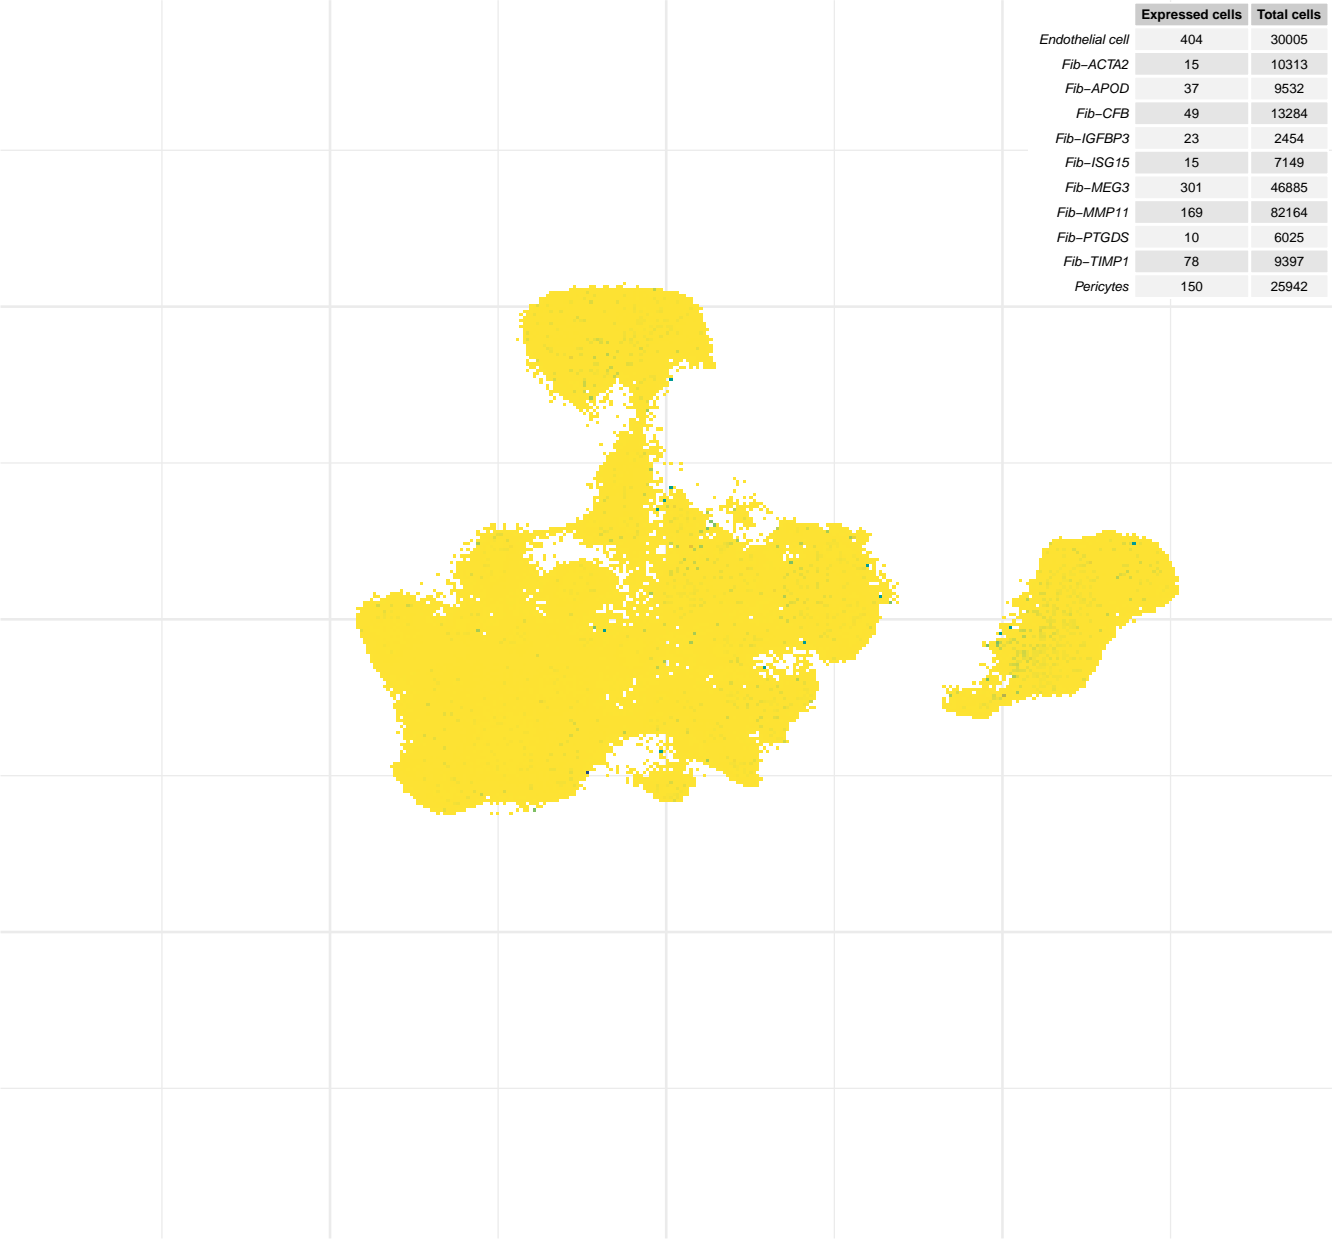 Expressed cells Total cells
Endothelial cell 404 30005
Fib−ACTA2 15 10313
Fib−APOD 37 9532
Fib−CFB 49 13284
Fib−IGFBP3 23 2454
Fib−ISG15 15 7149
Fib−MEG3 301 46885
Fib−MMP11 169 82164
Fib−PTGDS 10 6025
Fib−TIMP1 78 9397
Pericytes 150 25942